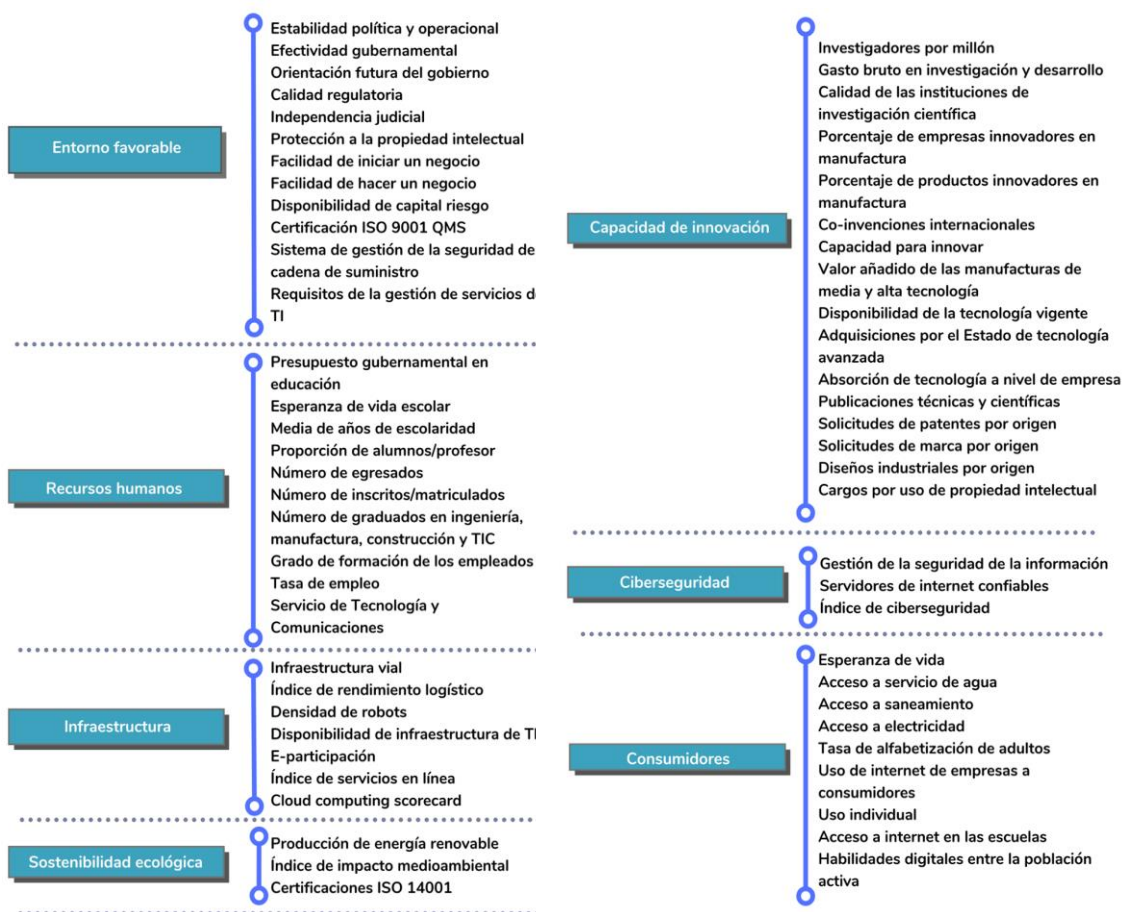 Entorno favorable
Estabilidad política y operacional
Efectividad gubernamental
Orientación futura del gobierno
Calidad regulatoria
Independencia judicial
Protección a la propiedad intelectual
Facilidad de iniciar un negocio
Facilidad de hacer un negocio
Disponibilidad de capital riesgo
Certificación ISO 9001 QMS
Sistema de gestión de la seguridad de
cadena de suministro
Requisitos de la gestión de servicios d
TI
Recursos humanos
Presupuesto gubernamental en
educación
Esperanza de vida escolar
Media de años de escolaridad
Proporción de alumnos/profesor
Número de egresados
Número de inscritos/matriculados
Número de graduados en ingeniería,
manufactura, construcción y TIC
Grado de formación de los empleados
Tasa de empleo
Servicio de Tecnología y
Comunicaciones
Infraestructura
Infraestructura vial
Índice de rendimiento logístico
Densidad de robots
Disponibilidad de infraestructura de TI
E-participación
Índice de servicios en línea
Cloud computing scorecard
Sostenibilidad ecológica
Producción de energía renovable
Índice de impacto medioambiental
Certificaciones ISO 14001
Capacidad de innovación
Investigadores por millón
Gasto bruto en investigación y desarrollo
Calidad de las instituciones de
investigación científica
Porcentaje de empresas innovadores en
manufactura
Porcentaje de productos innovadores en
manufactura
Co-invenciones internacionales
Capacidad para innovar
Valor añadido de las manufacturas de
media y alta tecnología
Disponibilidad de la tecnología vigente
Adquisiciones por el Estado de tecnología
avanzada
Absorción de tecnología a nivel de empresa
Publicaciones técnicas y científicas
Solicitudes de patentes por origen
Solicitudes de marca por origen
Diseños industriales por origen
Cargos por uso de propiedad intelectual
Ciberseguridad
Gestión de la seguridad de la información
Servidores de internet confiables
Índice de ciberseguridad
Consumidores
Esperanza de vida
Acceso a servicio de agua
Acceso a saneamiento
Acceso a electricidad
Tasa de alfabetización de adultos
Uso de internet de empresas a
consumidores
Uso individual
Acceso a internet en las escuelas
Habilidades digitales entre la población
activa